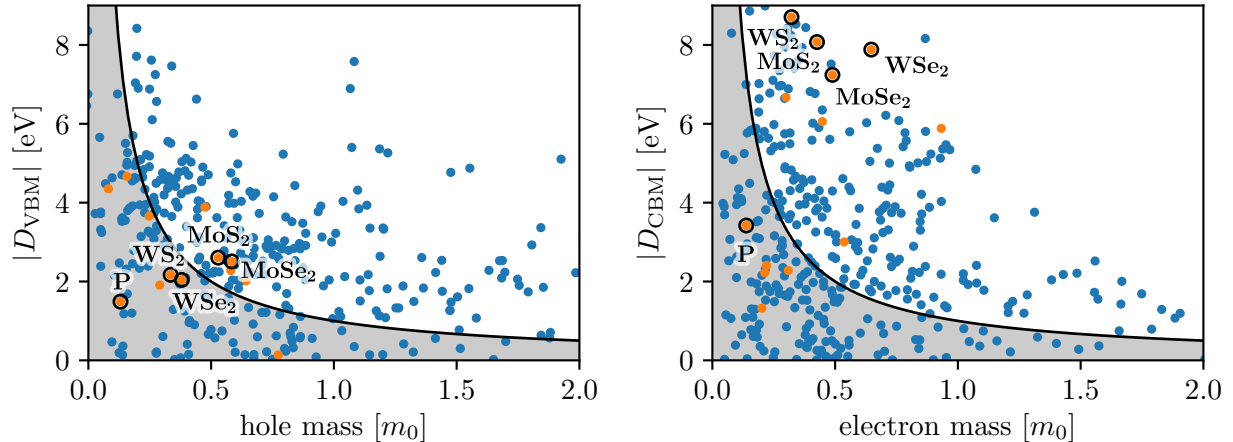 |D_VBM| [eV]
8
6
4
2
0
0.0 0.5 1.0 1.5 2.0
hole mass [m₀]
MoS₂
WS₂
MoSe₂
P
WSe₂
|D_CBM| [eV]
8
6
4
2
0
0.0 0.5 1.0 1.5 2.0
electron mass [m₀]
WS₂
MoS₂
WSe₂
MoSe₂
P